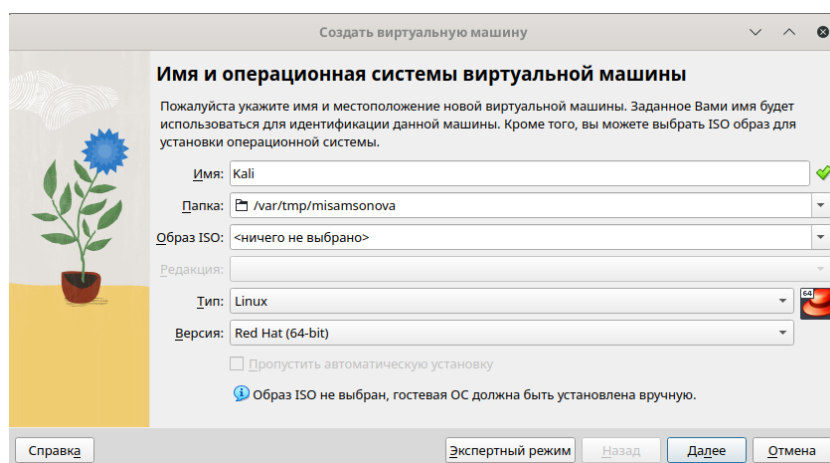 Создать виртуальную машину
Имя и операционная системы виртуальной машины
Пожалуйста укажите имя и местоположение новой виртуальной машины. Заданное Вами имя будет
использоваться для идентификации данной машины. Кроме того, вы можете выбрать ISO образ для
установки операционной системы.
Имя: Kali
Папка: /var/tmp/misamsonova
Образ ISO: <ничего не выбрано>
Редакция:
Тип: Linux
64
Версия: Red Hat (64-bit)
Пропустить автоматическую установку
Образ ISO не выбран, гостевая ОС должна быть установлена вручную.
Справка Экспертный режим Назад Далее Отмена